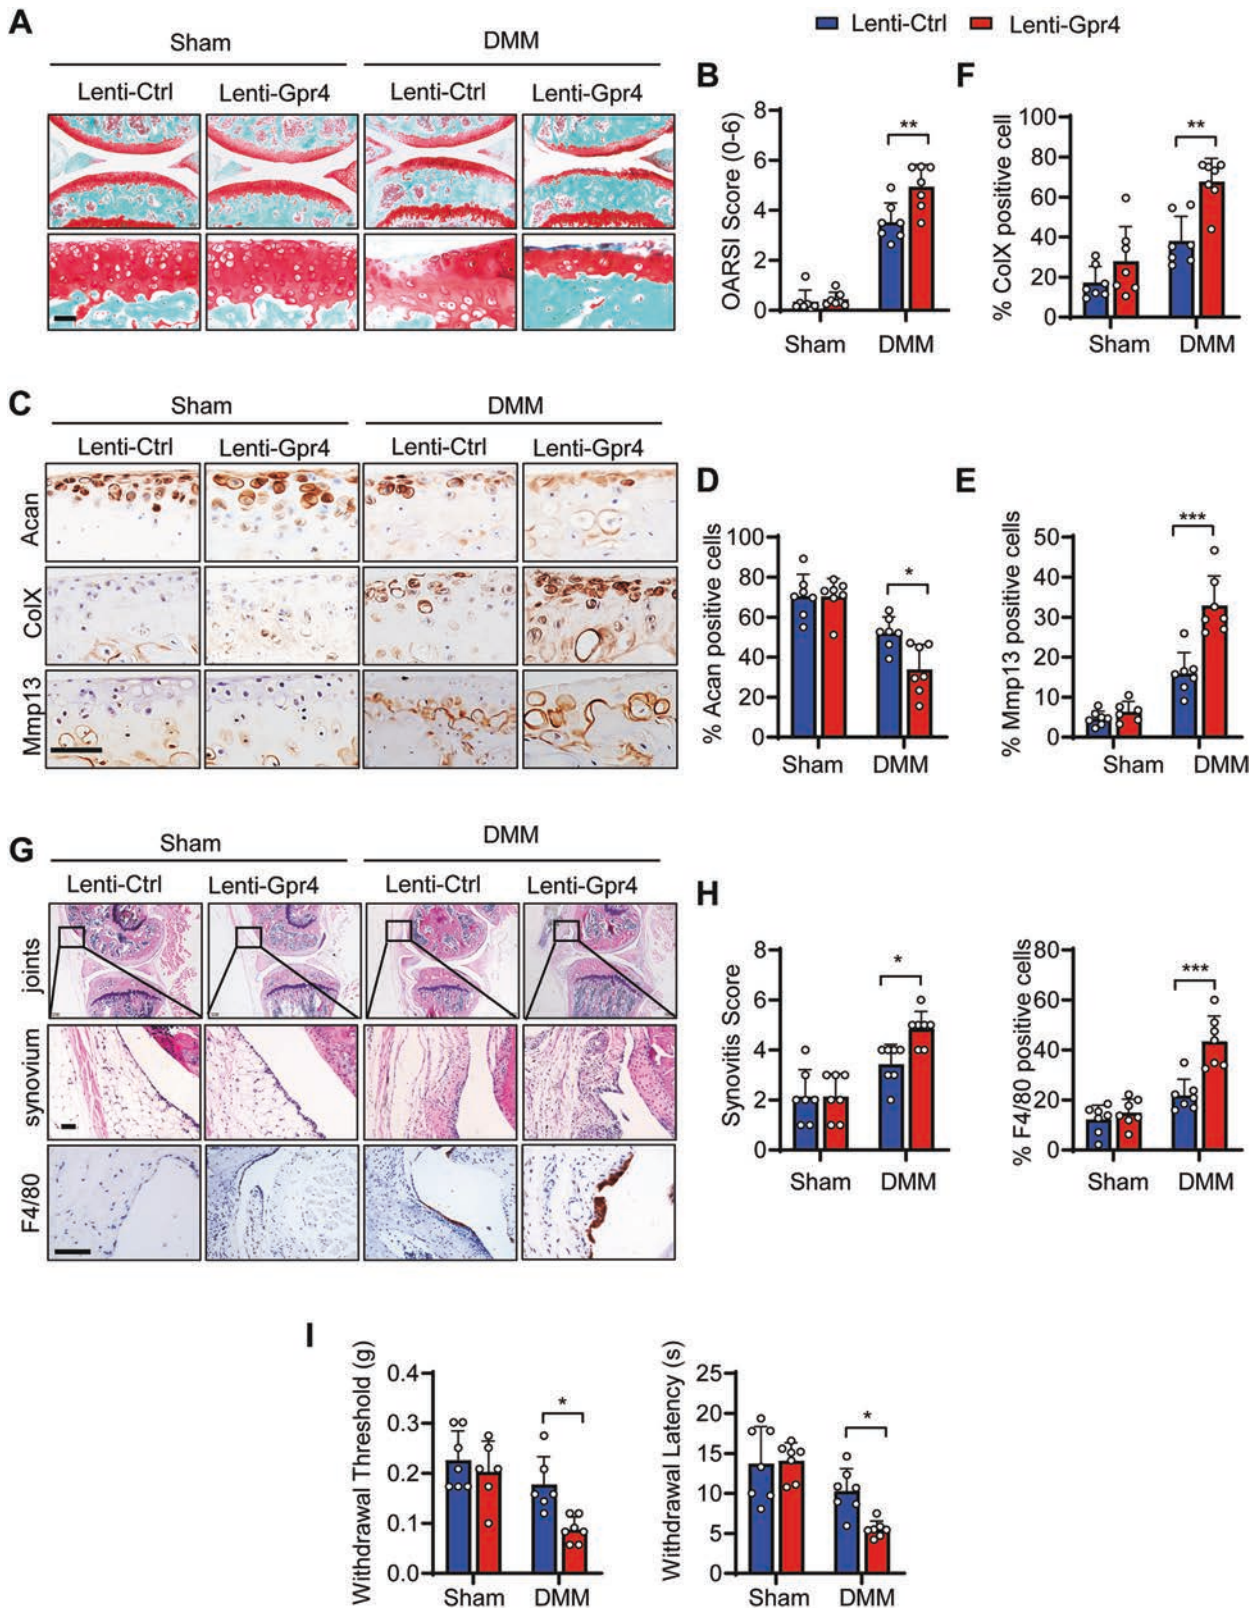 A
Sham
DMM
Lenti-Ctrl
Lenti-Gpr4
Lenti-Ctrl
Lenti-Gpr4
Lenti-Ctrl
Lenti-Gpr4
B
OARSI Score (0-6)
8
6
4
2
0
**
Sham
DMM
F
% ColX positive cell
100
80
60
40
20
0
**
Sham
DMM
C
Sham
DMM
Lenti-Ctrl
Lenti-Gpr4
Lenti-Ctrl
Lenti-Gpr4
Acan
ColX
Mmp13
D
% Acan positive cells
100
80
60
40
20
0
*
Sham
DMM
E
% Mmp13 positive cells
50
40
30
20
10
0
***
Sham
DMM
G
Sham
DMM
Lenti-Ctrl
Lenti-Gpr4
Lenti-Ctrl
Lenti-Gpr4
joints
synovium
F4/80
H
Synovitis Score
8
6
4
2
0
*
Sham
DMM
% F4/80 positive cells
80
60
40
20
0
***
Sham
DMM
I
Withdrawal Threshold (g)
0.4
0.3
0.2
0.1
0.0
*
Sham
DMM
Withdrawal Latency (s)
25
20
15
10
5
0
*
Sham
DMM